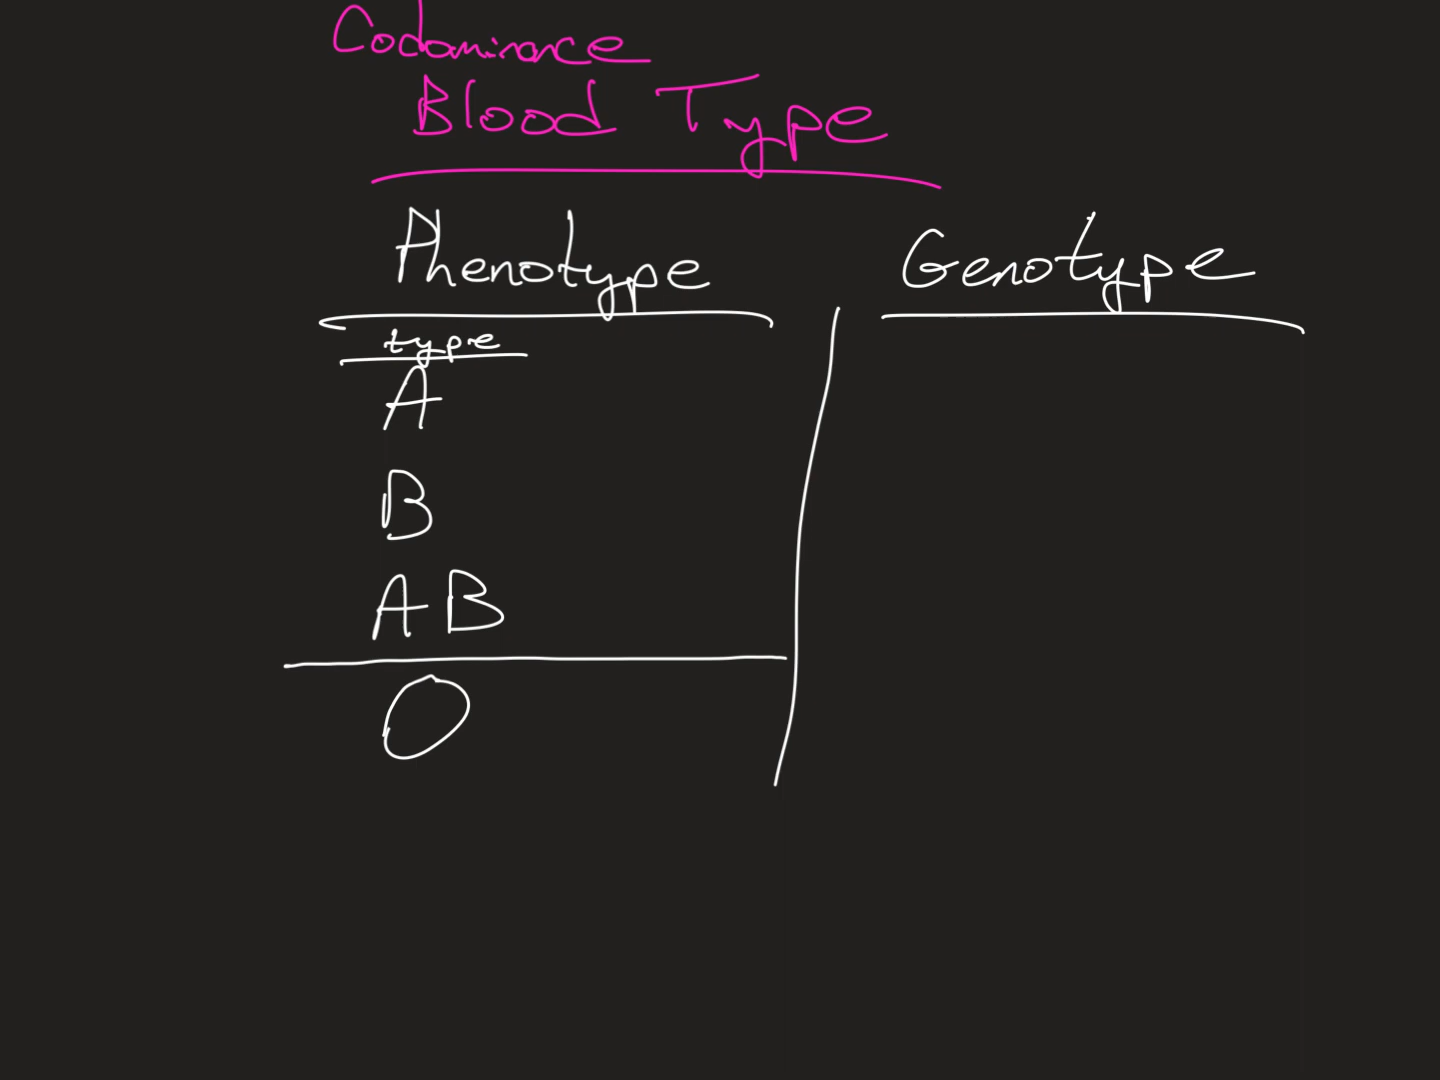 Codominance
Blood Type
Phenotype Genotype
type
A
B
AB
O